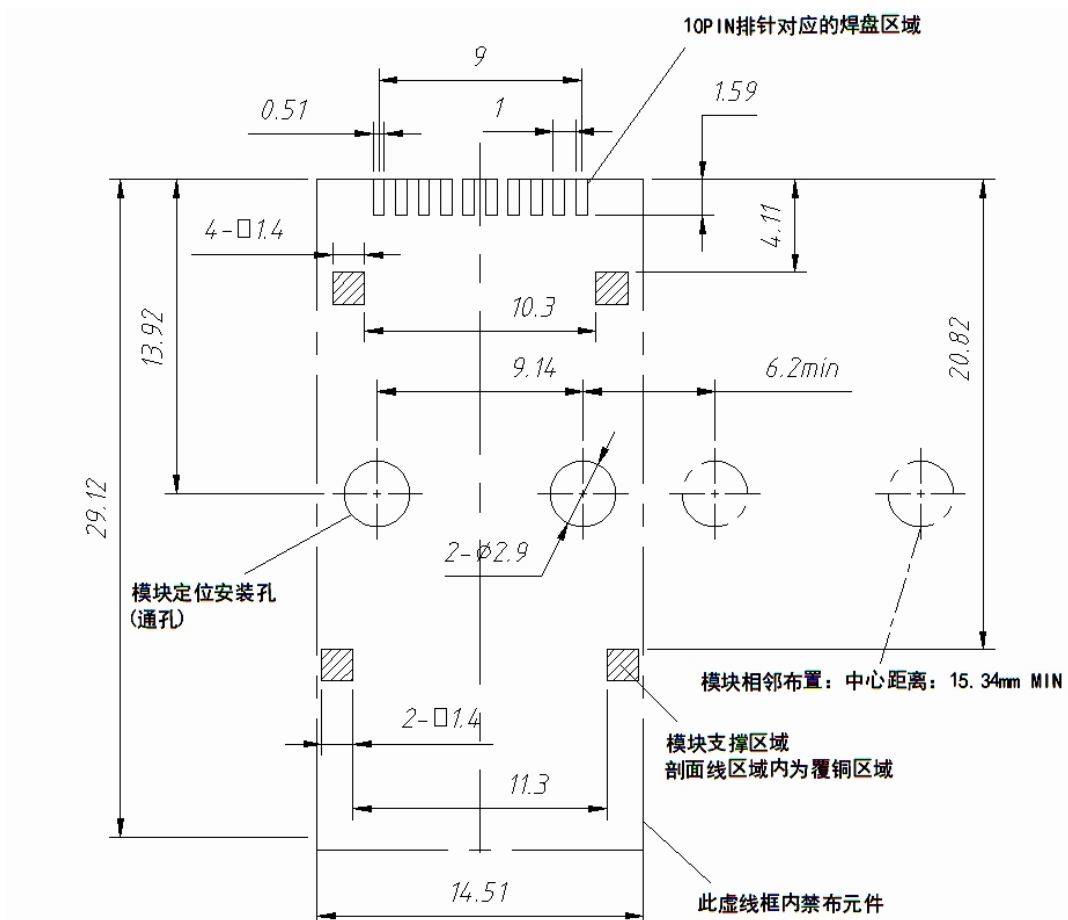 10PIN排针对应的焊盘区域
9
1.59
0.51
1
4.11
4-□1.4
10.3
13.92
9.14
6.2min
20.82
29.12
2-⌀2.9
模块定位安装孔
(通孔)
模块相邻布置：中心距离：15.34mm MIN
2-□1.4
模块支撑区域
剖面线区域内为覆铜区域
11.3
14.51
此虚线框内禁布元件